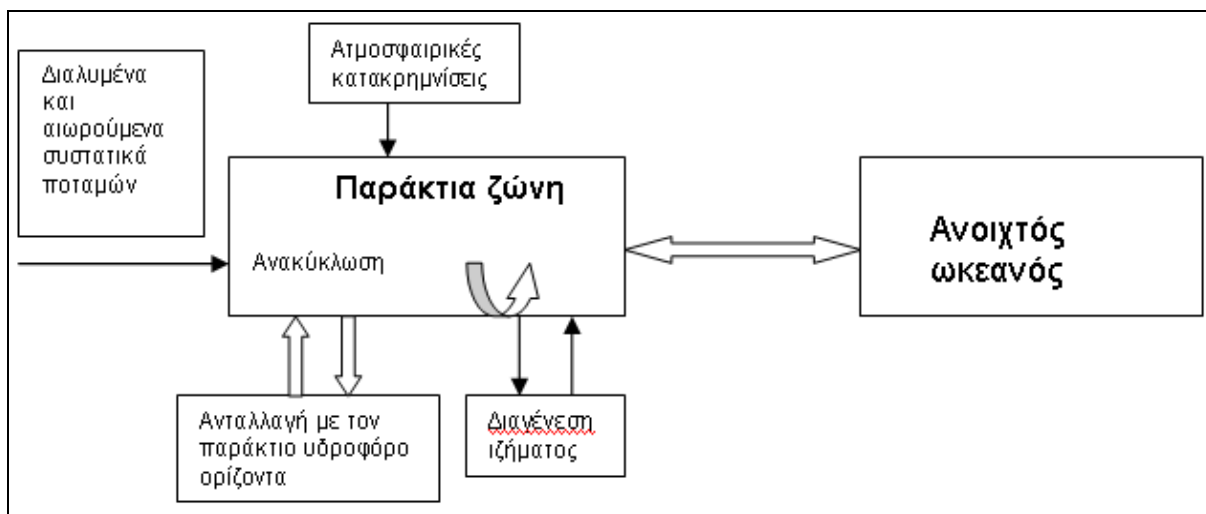 Διαλυμένα
και
αιωρούμενα
συστατικά
ποταμών
Ατμοσφαιρικές
κατακρημνίσεις
Παράκτια ζώνη
Ανακύκλωση
Ανοιχτός
ωκεανός
Ανταλλαγή με τον
παράκτιο υδροφόρο
ορίζοντα
Διαγένεση
ιζήματος